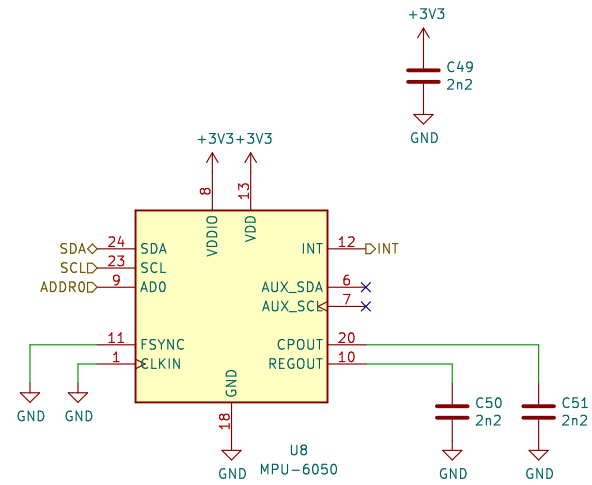 +3V3
C49
2n2
GND
+3V3 +3V3
8
13
VDDIO
VDD
SDA 24 SDA
SCL 23 SCL
ADDR0 9 AD0
INT 12 INT
AUX_SDA 6
AUX_SCL 7
11 FSYNC
1 CLKIN
CPOUT 20
REGOUT 10
GND
GND
GND
18
GND
U8
MPU-6050
C50
2n2
GND
C51
2n2
GND